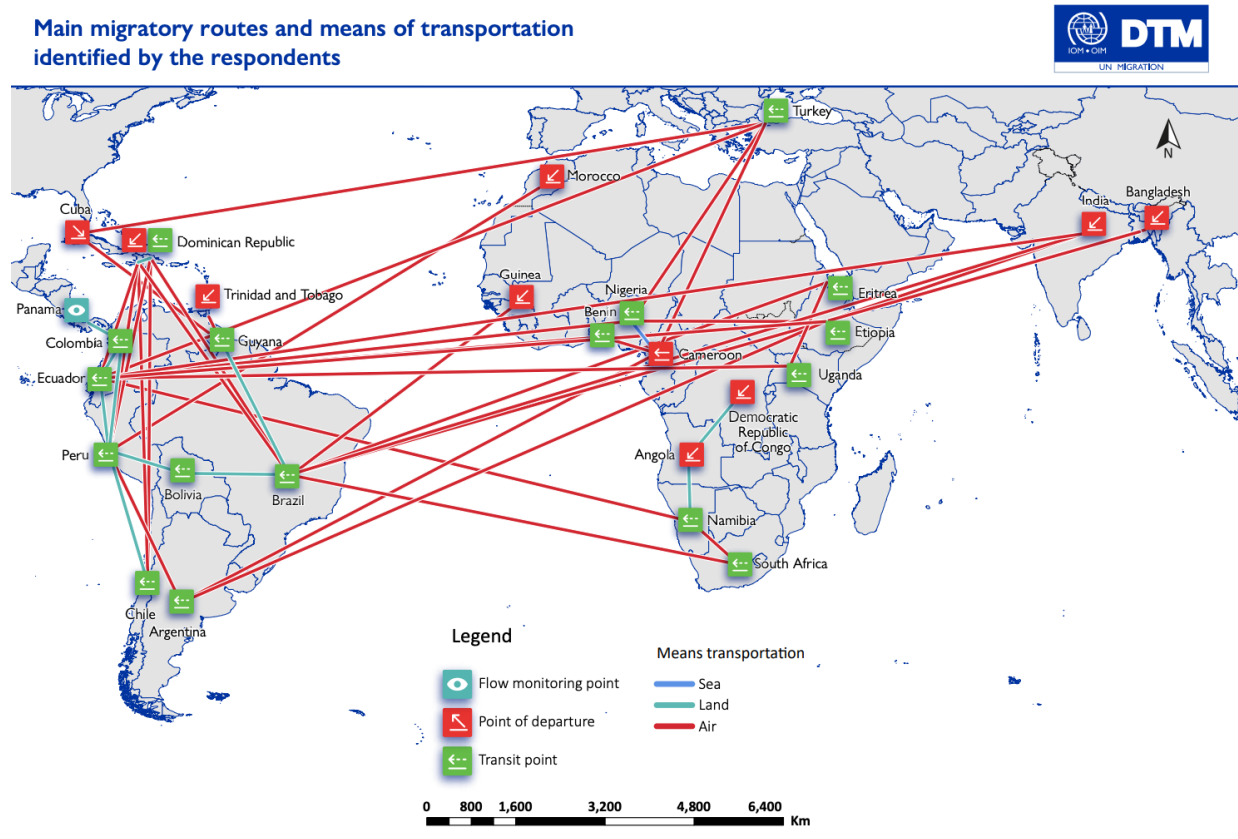 Main migratory routes and means of transportation
identified by the respondents
IOM • OIM
DTM
UN MIGRATION
Turkey
N
Morocco
Bangladesh
India
Cuba
Dominican Republic
Guinea
Trinidad and Tobago
Nigeria
Eritrea
Panama
Benin
Etiopia
Colombia
Guyana
Cameroon
Ecuador
Uganda
Democratic
Republic
of Congo
Peru
Angola
Bolivia
Brazil
Namibia
South Africa
Chile
Argentina
Legend
Flow monitoring point
Point of departure
Transit point
Means transportation
Sea
Land
Air
0 800 1,600 3,200 4,800 6,400
Km